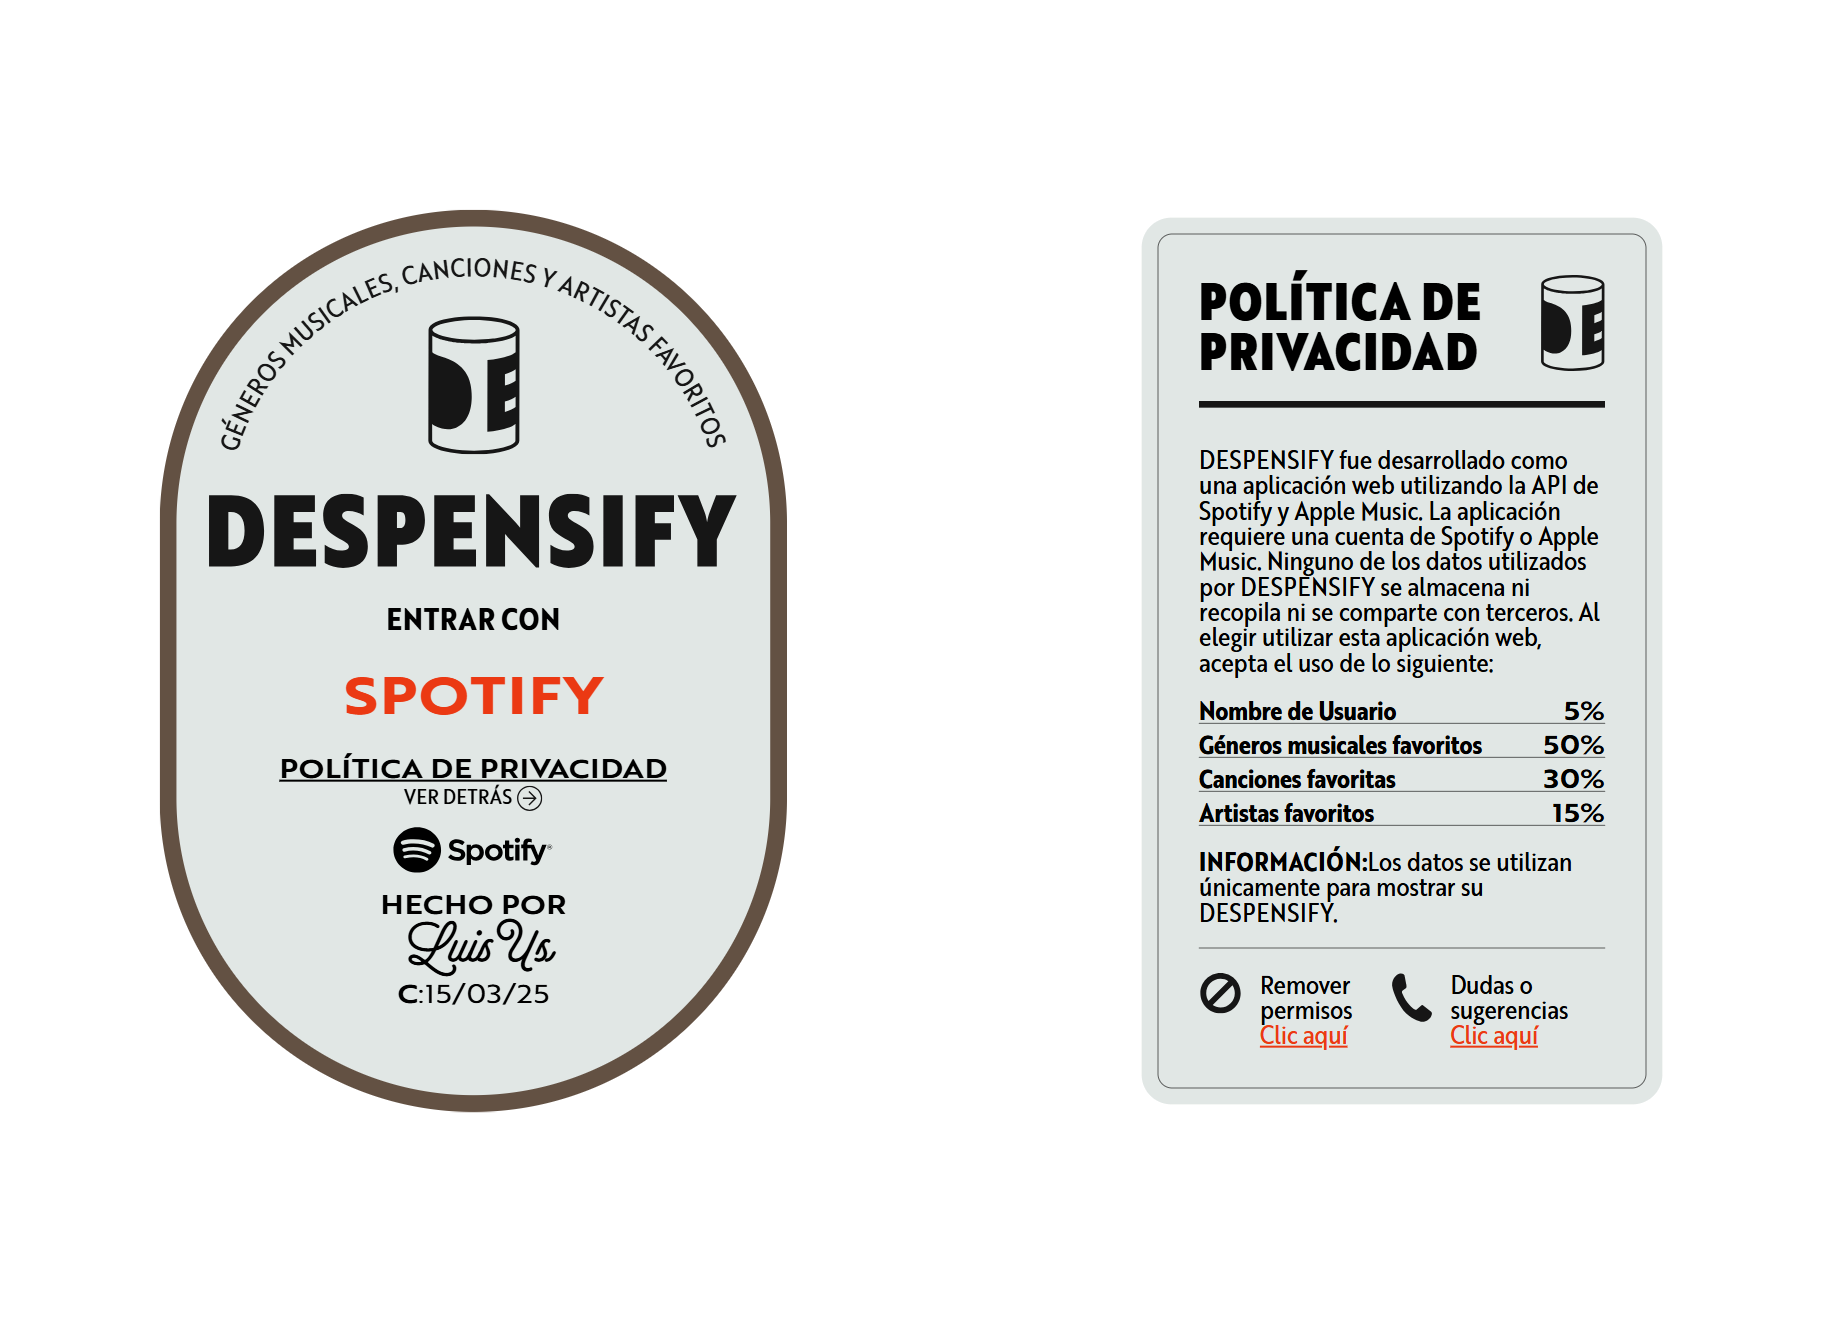 GÉNEROS MUSICALES, CANCIONES Y ARTISTAS FAVORITOS
DE
DESPENSIFY
ENTRAR CON
SPOTIFY
POLÍTICA DE PRIVACIDAD
VER DETRÁS
Spotify®
HECHO POR
Luis Us
C:15/03/25
POLÍTICA DE
PRIVACIDAD
DE
DESPENSIFY fue desarrollado como
una aplicación web utilizando la API de
Spotify y Apple Music. La aplicación
requiere una cuenta de Spotify o Apple
Music. Ninguno de los datos utilizados
por DESPENSIFY se almacena ni
recopila ni se comparte con terceros. Al
elegir utilizar esta aplicación web,
acepta el uso de lo siguiente:
Nombre de Usuario 5%
Géneros musicales favoritos 50%
Canciones favoritas 30%
Artistas favoritos 15%
INFORMACIÓN:Los datos se utilizan
únicamente para mostrar su
DESPENSIFY.
Remover
permisos
Clic aquí
Dudas o
sugerencias
Clic aquí